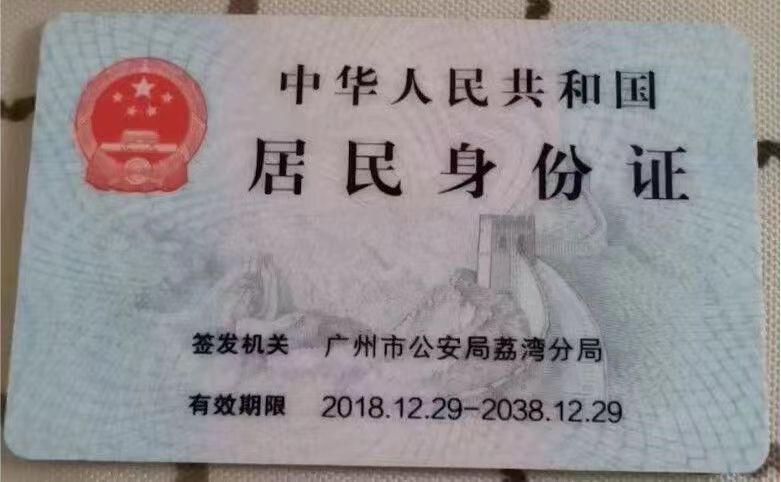 中华人民共和国
居民身份证
签发机关 广州市公安局荔湾分局
有效期限 2018.12.29-2038.12.29